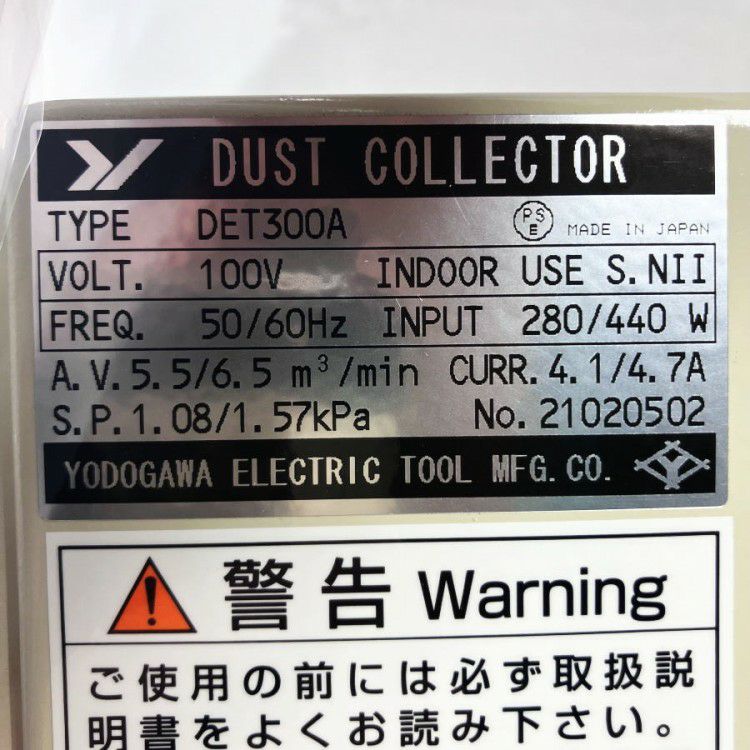 DUST COLLECTOR
TYPE DET300A PSE MADE IN JAPAN
VOLT. 100V INDOOR USE S.NII
FREQ. 50/60Hz INPUT 280/440 W
A.V.5.5/6.5 m³/min CURR.4.1/4.7A
S.P.1.08/1.57kPa No.21020502
YODOGAWA ELECTRIC TOOL MFG.CO.
警告 Warning
ご使用の前には必ず取扱説
明書をよくお読み下さい。